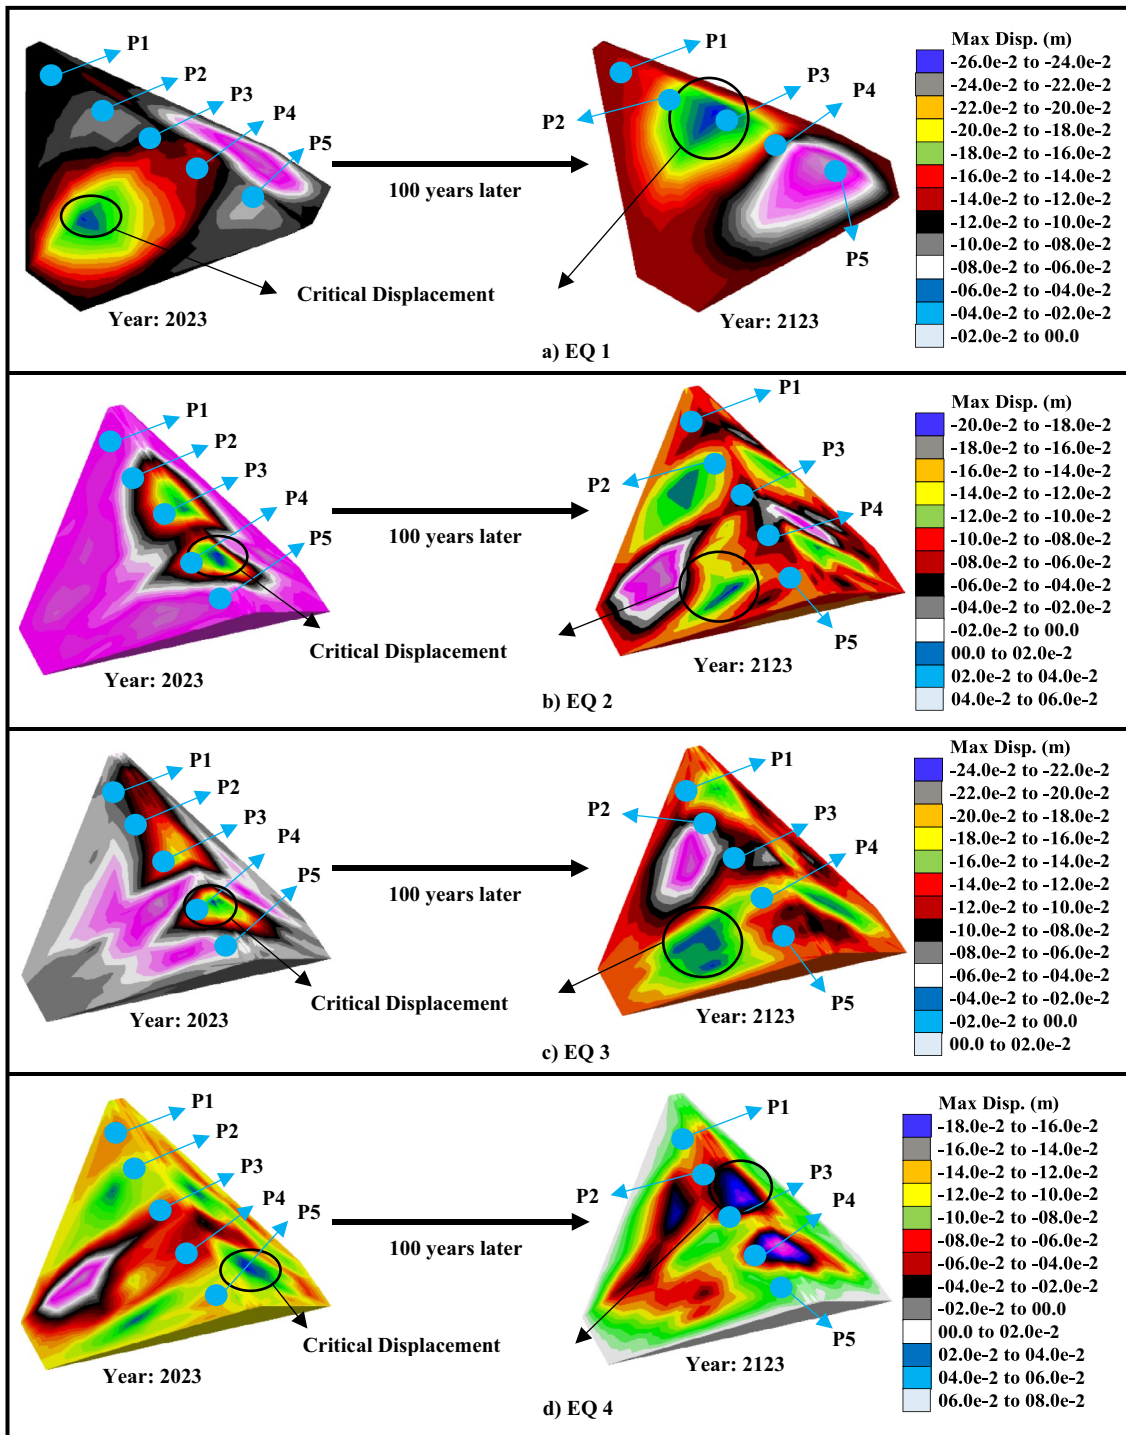 P1
P2
P3
P4
P5
100 years later
P1
P3
P4
P2
P5
Critical Displacement
Year: 2023
Year: 2123
Max Disp. (m)
-26.0e-2 to -24.0e-2
-24.0e-2 to -22.0e-2
-22.0e-2 to -20.0e-2
-20.0e-2 to -18.0e-2
-18.0e-2 to -16.0e-2
-16.0e-2 to -14.0e-2
-14.0e-2 to -12.0e-2
-12.0e-2 to -10.0e-2
-10.0e-2 to -08.0e-2
-08.0e-2 to -06.0e-2
-06.0e-2 to -04.0e-2
-04.0e-2 to -02.0e-2
-02.0e-2 to 00.0
a) EQ 1
P1
P2
P3
P4
P5
100 years later
P1
P2
P3
P4
P5
Critical Displacement
Year: 2023
Year: 2123
Max Disp. (m)
-20.0e-2 to -18.0e-2
-18.0e-2 to -16.0e-2
-16.0e-2 to -14.0e-2
-14.0e-2 to -12.0e-2
-12.0e-2 to -10.0e-2
-10.0e-2 to -08.0e-2
-08.0e-2 to -06.0e-2
-06.0e-2 to -04.0e-2
-04.0e-2 to -02.0e-2
-02.0e-2 to 00.0
00.0 to 02.0e-2
02.0e-2 to 04.0e-2
04.0e-2 to 06.0e-2
b) EQ 2
P1
P2
P3
P4
P5
100 years later
P1
P2
P3
P4
P5
Critical Displacement
Year: 2023
Year: 2123
Max Disp. (m)
-24.0e-2 to -22.0e-2
-22.0e-2 to -20.0e-2
-20.0e-2 to -18.0e-2
-18.0e-2 to -16.0e-2
-16.0e-2 to -14.0e-2
-14.0e-2 to -12.0e-2
-12.0e-2 to -10.0e-2
-10.0e-2 to -08.0e-2
-08.0e-2 to -06.0e-2
-06.0e-2 to -04.0e-2
-04.0e-2 to -02.0e-2
-02.0e-2 to 00.0
00.0 to 02.0e-2
c) EQ 3
P1
P2
P3
P4
P5
100 years later
P1
P2
P3
P4
P5
Critical Displacement
Year: 2023
Year: 2123
Max Disp. (m)
-18.0e-2 to -16.0e-2
-16.0e-2 to -14.0e-2
-14.0e-2 to -12.0e-2
-12.0e-2 to -10.0e-2
-10.0e-2 to -08.0e-2
-08.0e-2 to -06.0e-2
-06.0e-2 to -04.0e-2
-04.0e-2 to -02.0e-2
-02.0e-2 to 00.0
00.0 to 02.0e-2
02.0e-2 to 04.0e-2
04.0e-2 to 06.0e-2
06.0e-2 to 08.0e-2
d) EQ 4